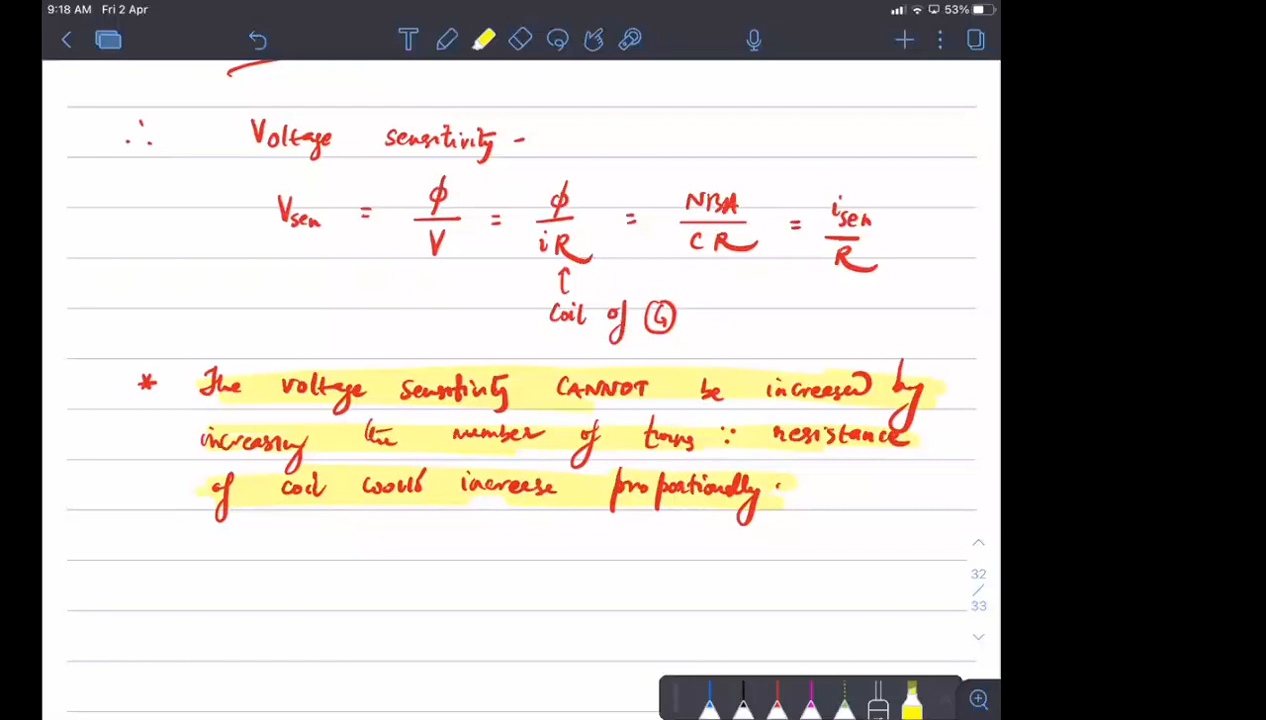 9:18 AM Fri 2 Apr
53%
∴ Voltage sensitivity -
Vsen = ϕ/V = ϕ/iR = NBA/CR = isen/R
↑
Coil of G
* The voltage sensitivity CANNOT be increased by
increasing the number of turns ∵ resistance
of coil would increase proportionally.
32
/
33